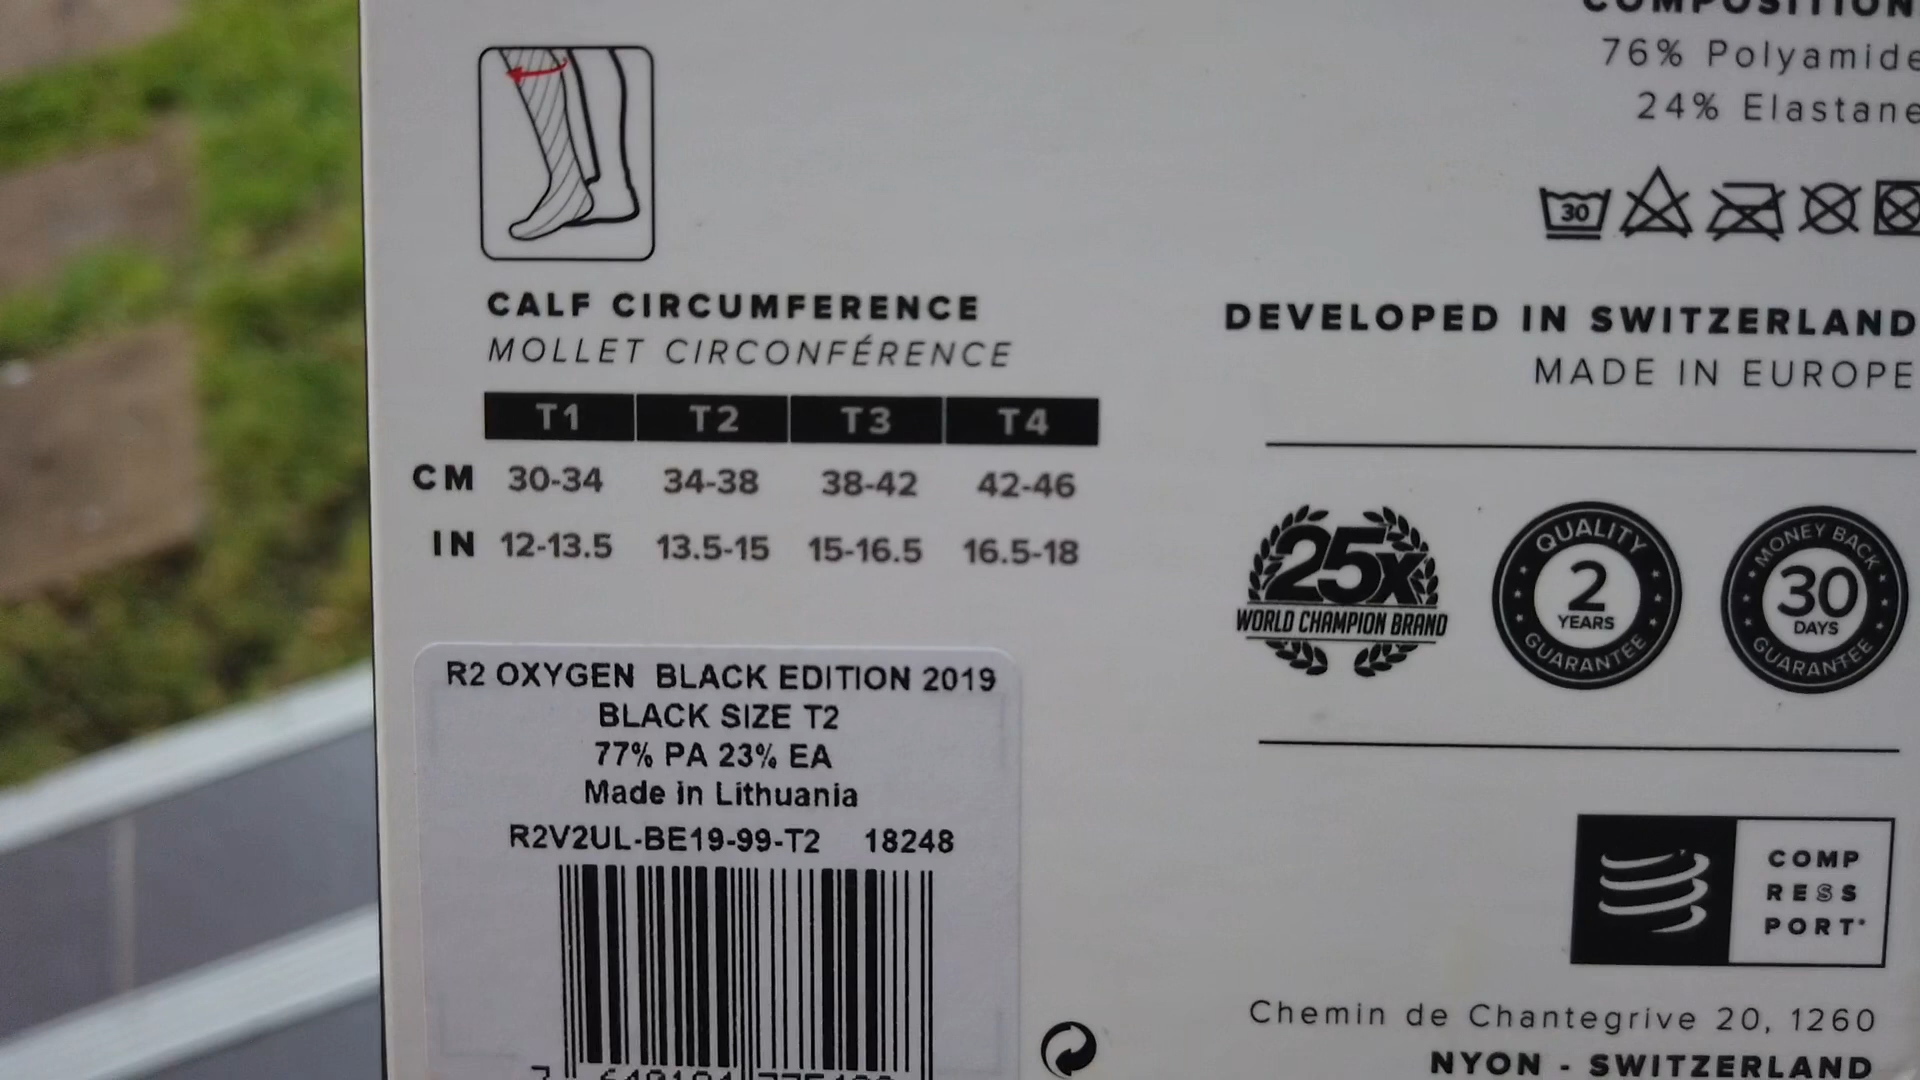 COMPOSITION
76% Polyamide
24% Elastane
30
CALF CIRCUMFERENCE
MOLLET CIRCONFÉRENCE
T1 T2 T3 T4
CM 30-34 34-38 38-42 42-46
IN 12-13.5 13.5-15 15-16.5 16.5-18
DEVELOPED IN SWITZERLAND
MADE IN EUROPE
25x
WORLD CHAMPION BRAND
QUALITY
2
YEARS
GUARANTEE
MONEY BACK
30
DAYS
GUARANTEE
R2 OXYGEN BLACK EDITION 2019
BLACK SIZE T2
77% PA 23% EA
Made in Lithuania
R2V2UL-BE19-99-T2 18248
COMP
RESS
PORT
Chemin de Chantegrive 20, 1260
NYON - SWITZERLAND